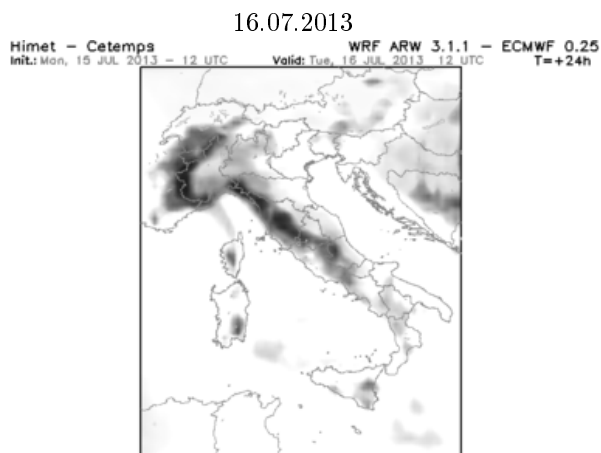 16.07.2013
Himet – Cetemps WRF ARW 3.1.1 – ECMWF 0.25
Init.: Mon, 15 JUL 2013 – 12 UTC Valid: Tue, 16 JUL 2013 12 UTC T=+24h